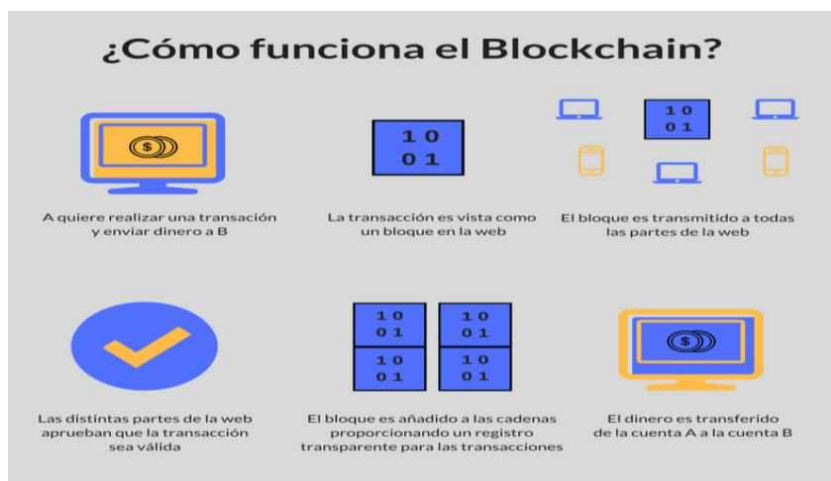 ¿Cómo funciona el Blockchain?
A quiere realizar una transación
y enviar dinero a B
1 0
0 1
La transacción es vista como
un bloque en la web
1 0
0 1
El bloque es transmitido a todas
las partes de la web
Las distintas partes de la web
aprueban que la transacción
sea válida
1 0
0 1
1 0
0 1
1 0
0 1
1 0
0 1
El bloque es añadido a las cadenas
proporcionando un registro
transparente para las transacciones
$
El dinero es transferido
de la cuenta A a la cuenta B